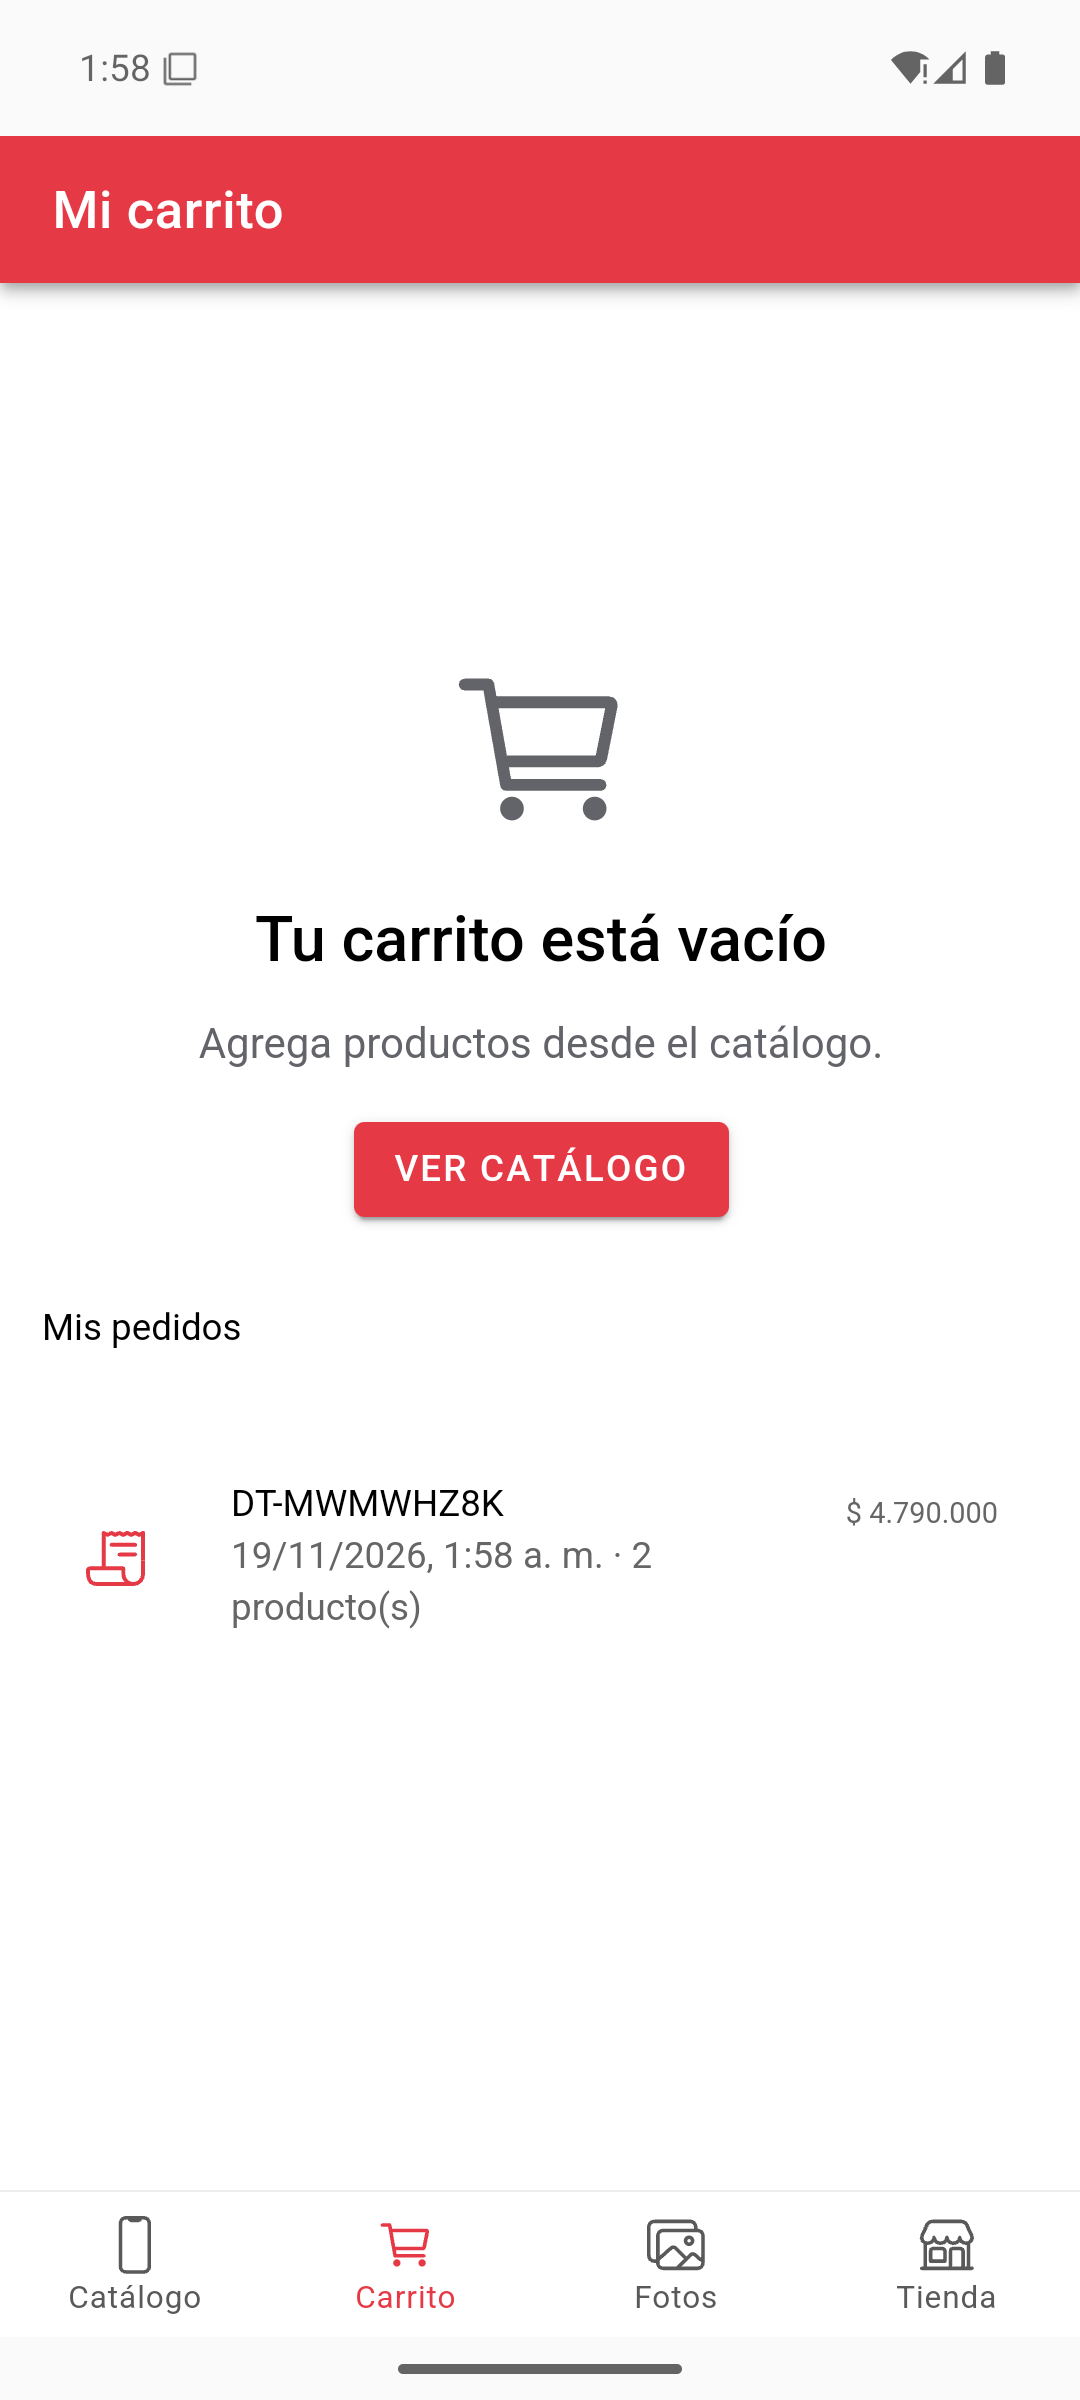 1:58
Mi carrito
Tu carrito está vacío
Agrega productos desde el catálogo.
VER CATÁLOGO
Mis pedidos
DT-MWMWHZ8K
$ 4.790.000
19/11/2026, 1:58 a. m. · 2
producto(s)
Catálogo
Carrito
Fotos
Tienda